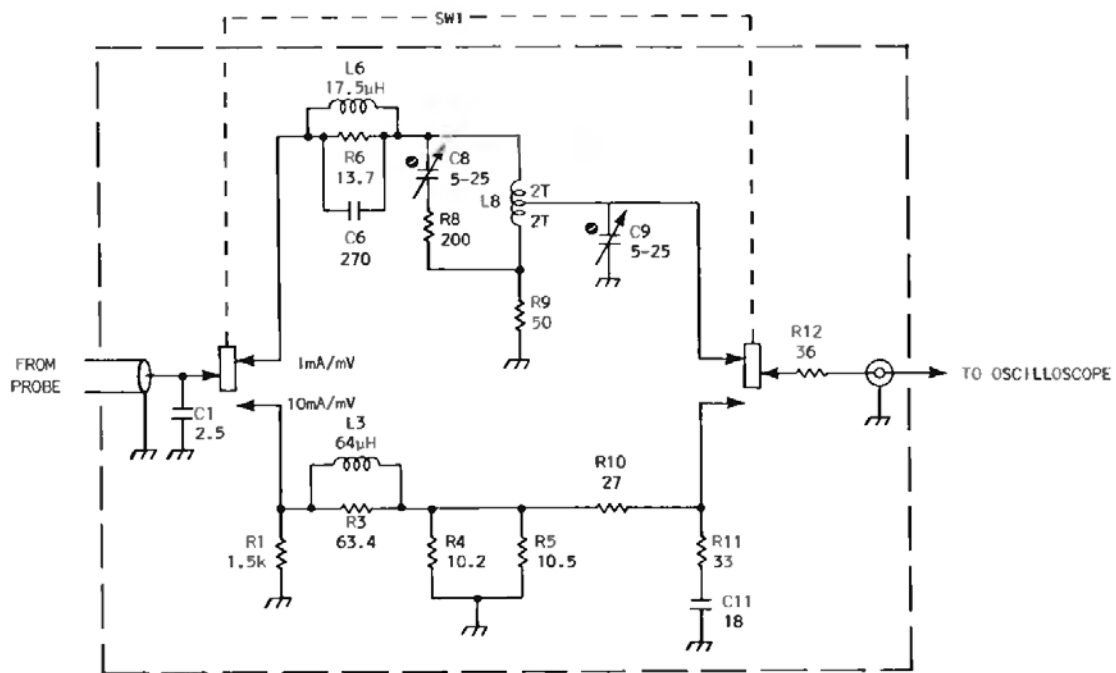 SW1
L6
17.5µH
R6
13.7
C6
270
C8
5-25
R8
200
L8
2T
2T
C9
5-25
R9
50
FROM
PROBE
1mA/mV
10mA/mV
C1
2.5
R12
36
TO OSCILLOSCOPE
L3
64µH
R3
63.4
R1
1.5k
R4
10.2
R5
10.5
R10
27
R11
33
C11
18